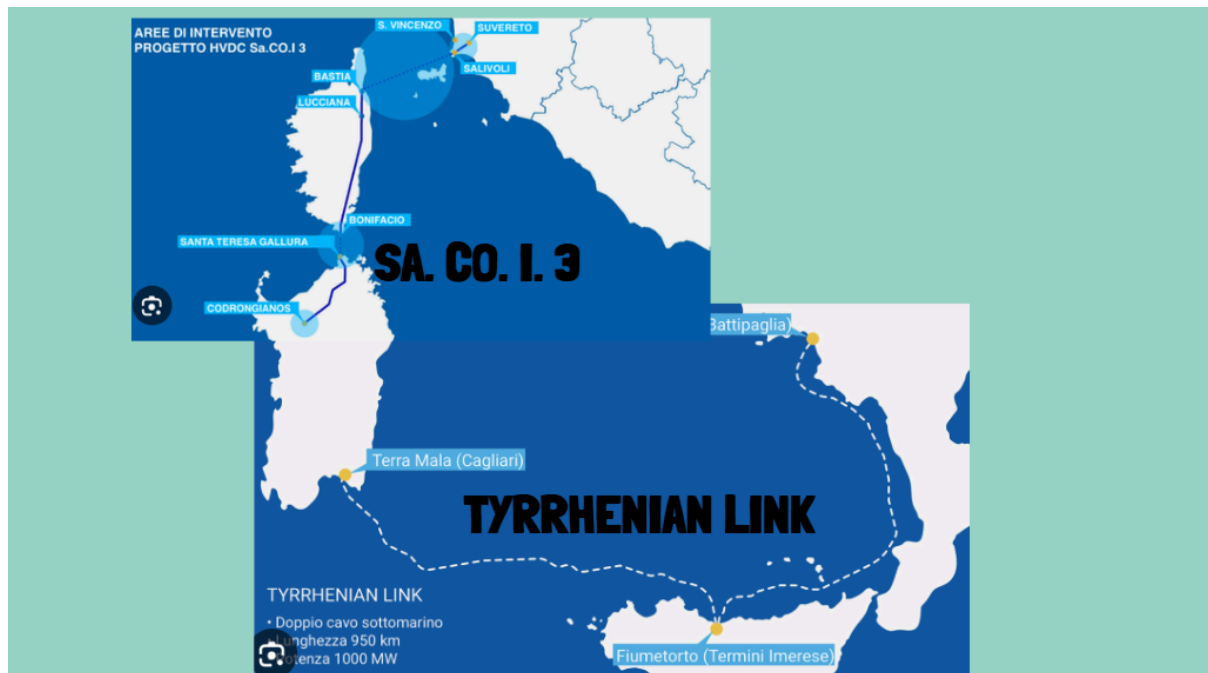 AREE DI INTERVENTO
PROGETTO HVDC Sa.CO.I 3
S. VINCENZO
SUVERETO
SALIVOLI
BASTIA
LUCCIANA
BONIFACIO
SANTA TERESA GALLURA
CODRONGIANOS
SA. CO. I. 3
Battipaglia)
Terra Mala (Cagliari)
TYRRHENIAN LINK
TYRRHENIAN LINK
• Doppio cavo sottomarino
unghezza 950 km
otenza 1000 MW
Fiumetorto (Termini Imerese)